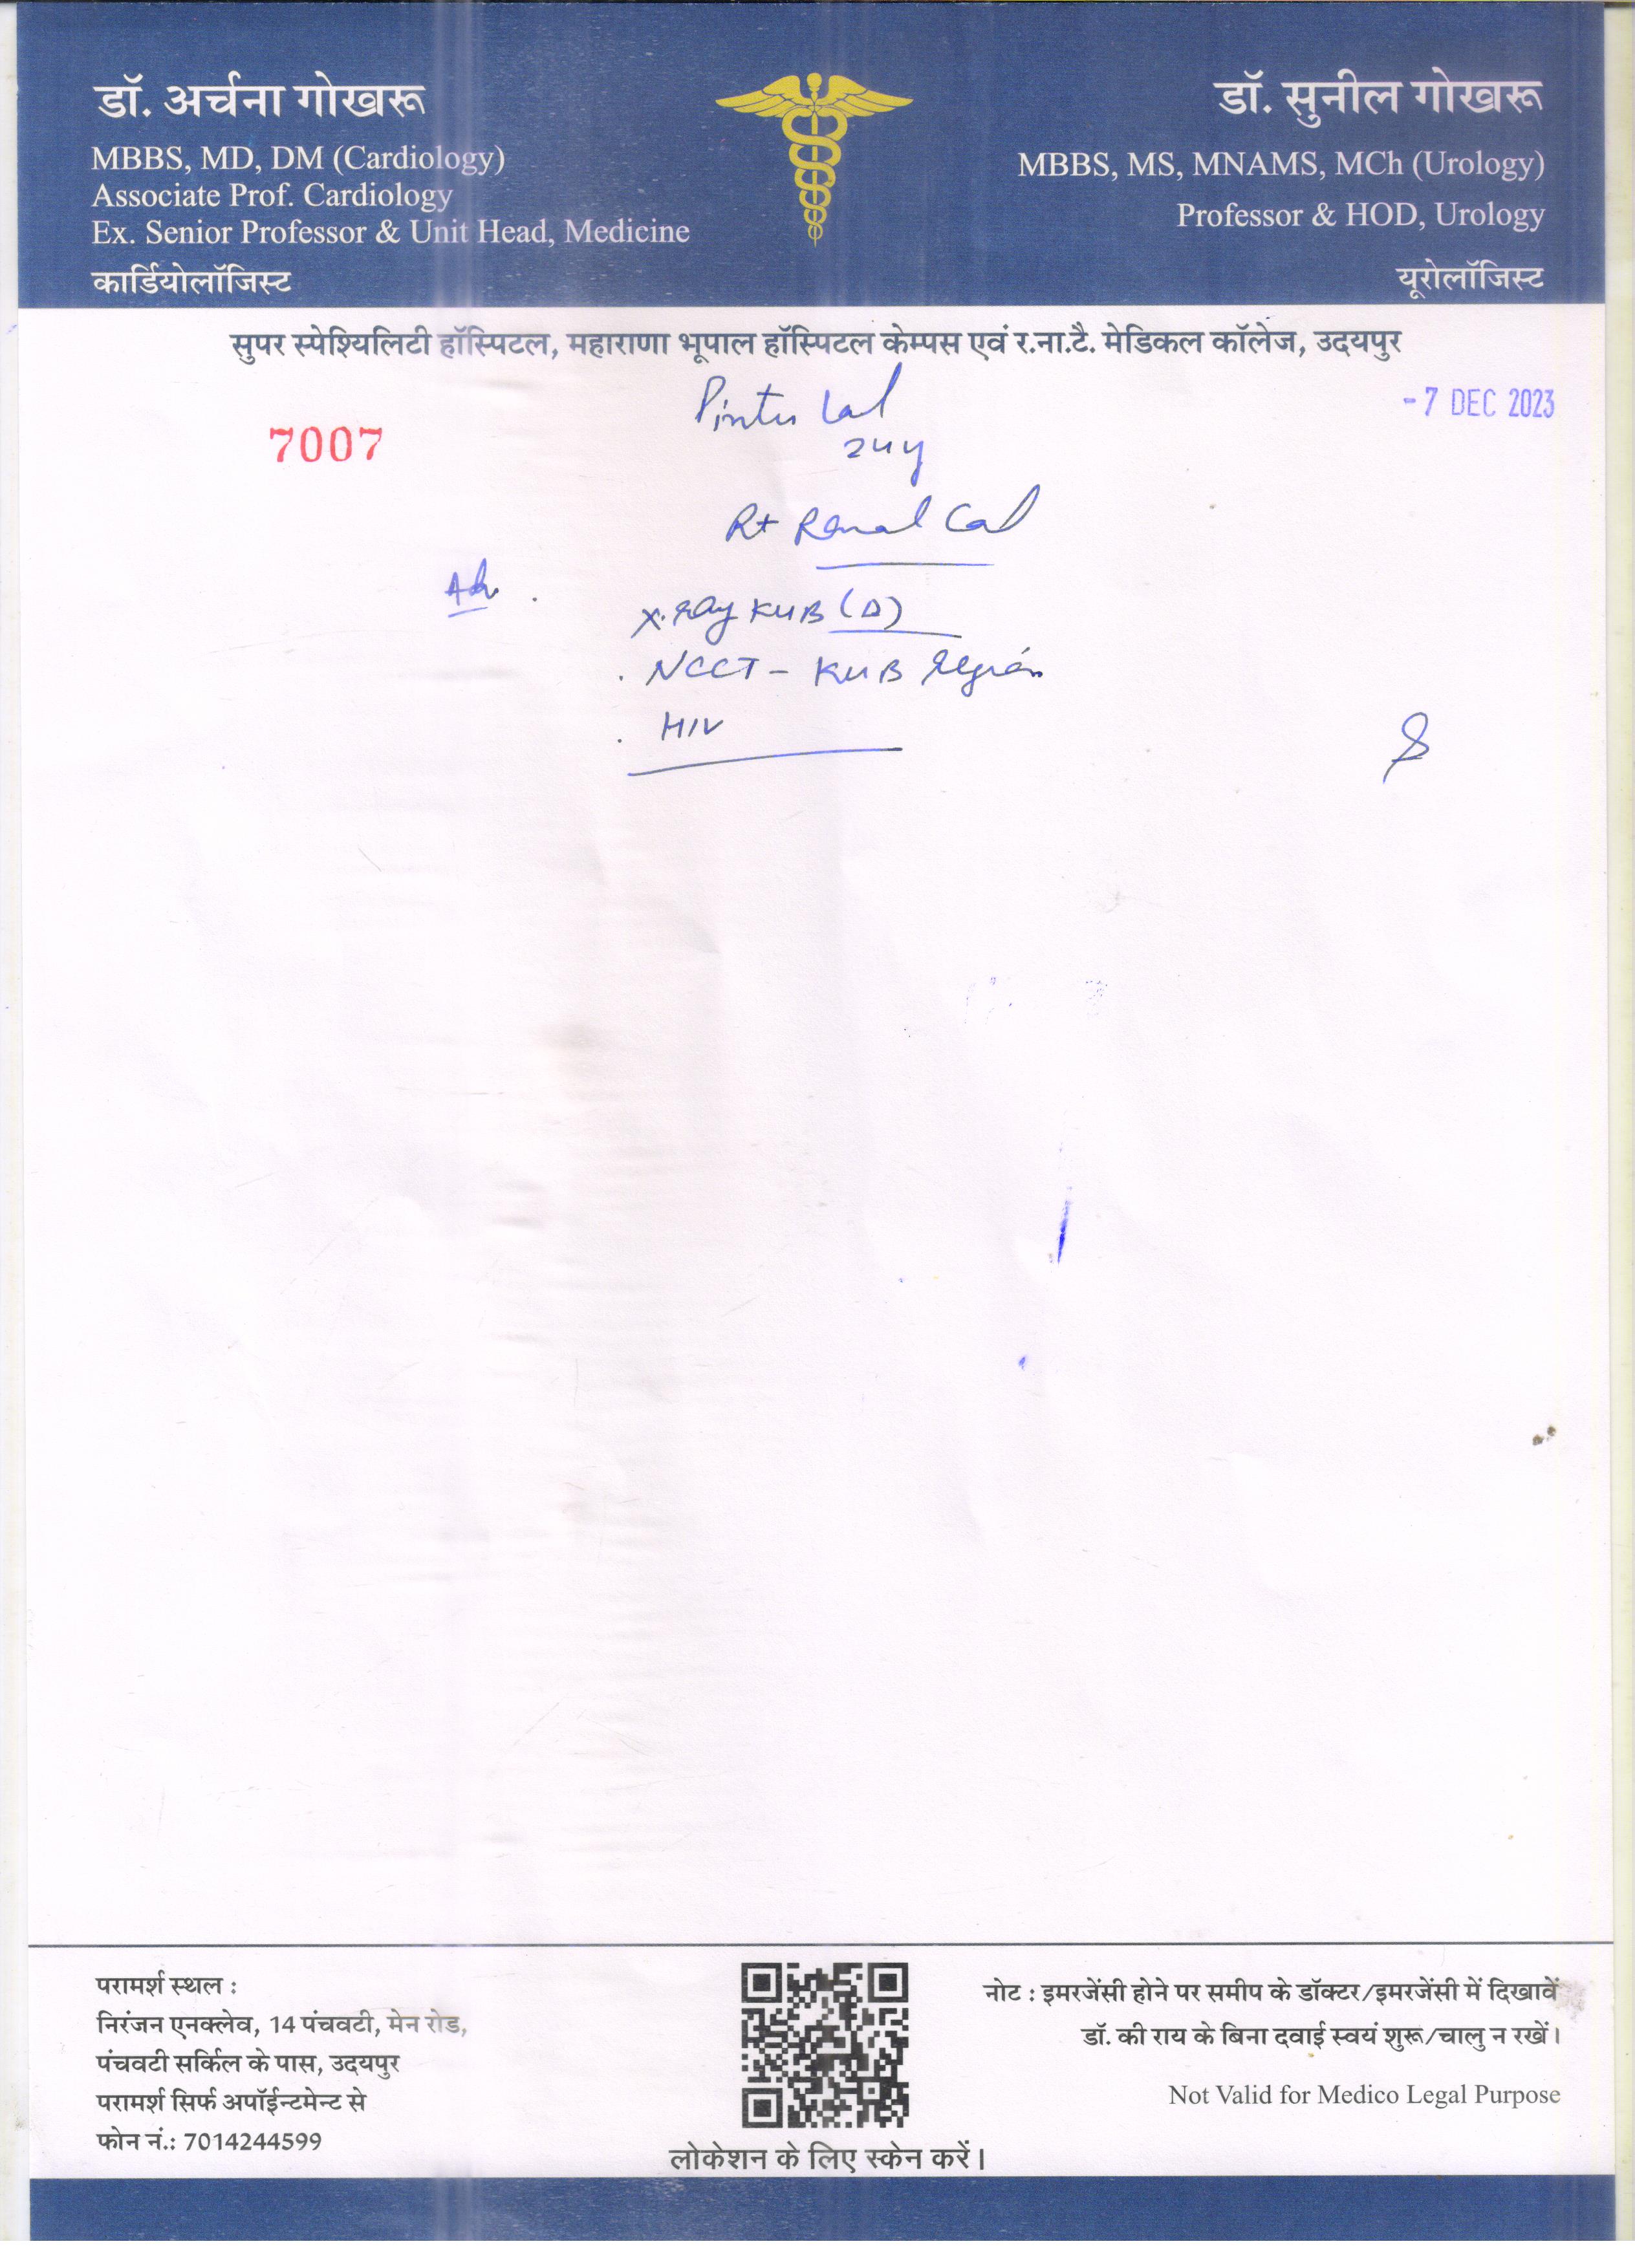 डॉ. अर्चना गोखरू
MBBS, MD, DM (Cardiology)
Associate Prof. Cardiology
Ex. Senior Professor & Unit Head, Medicine
कार्डियोलॉजिस्ट
डॉ. सुनील गोखरू
MBBS, MS, MNAMS, MCh (Urology)
Professor & HOD, Urology
यूरोलॉजिस्ट
सुपर स्पेश्यिलिटी हॉस्पिटल, महाराणा भूपाल हॉस्पिटल केम्पस एवं र.ना.टै. मेडिकल कॉलेज, उदयपुर
7007
-7 DEC 2023
Pintu Lal
24y
Rt Renal Cal
Adv.
X.Ray KUB (D)
. NCCT - KUB Region
. HIV
परामर्श स्थल :
निरंजन एनक्लेव, 14 पंचवटी, मेन रोड,
पंचवटी सर्किल के पास, उदयपुर
परामर्श सिर्फ अपॉईन्टमेन्ट से
फोन नं.: 7014244599
लोकेशन के लिए स्केन करें।
नोट : इमरजेंसी होने पर समीप के डॉक्टर/इमरजेंसी में दिखावें
डॉ. की राय के बिना दवाई स्वयं शुरू/चालु न रखें।
Not Valid for Medico Legal Purpose